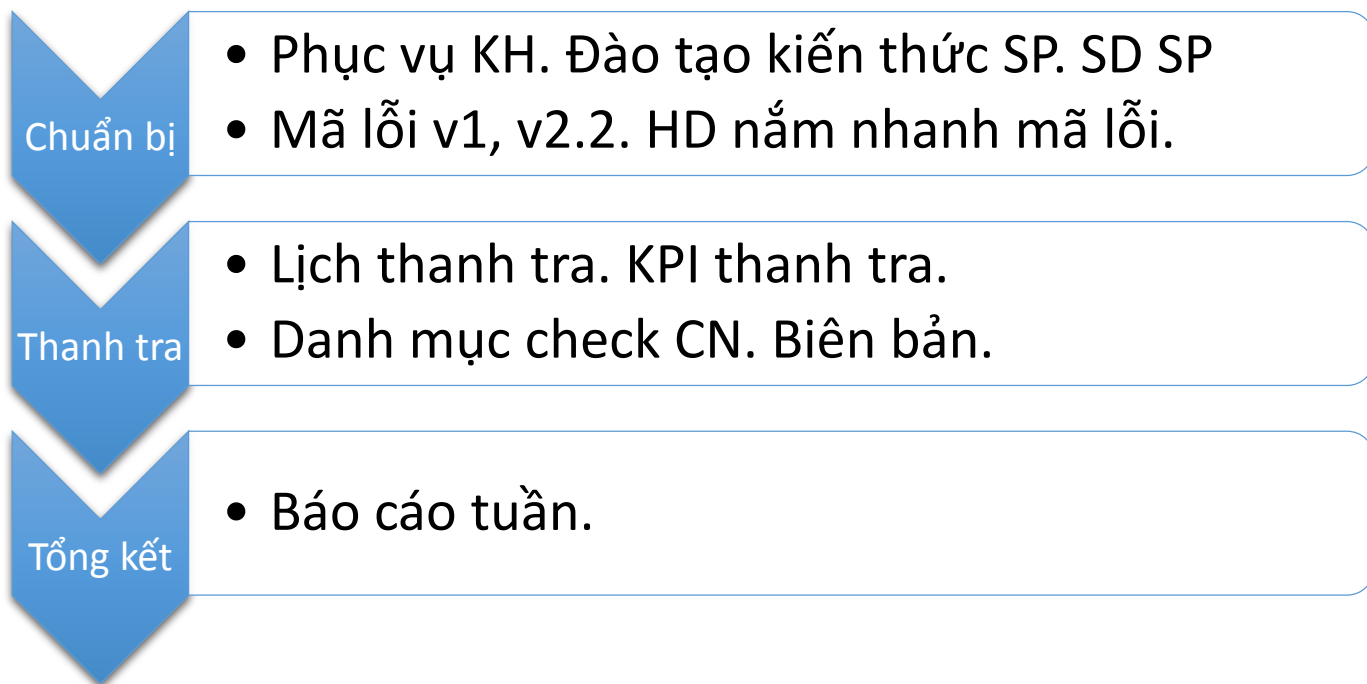 Chuẩn bị
• Phục vụ KH. Đào tạo kiến thức SP. SD SP
• Mã lỗi v1, v2.2. HD nắm nhanh mã lỗi.
Thanh tra
• Lịch thanh tra. KPI thanh tra.
• Danh mục check CN. Biên bản.
Tổng kết
• Báo cáo tuần.